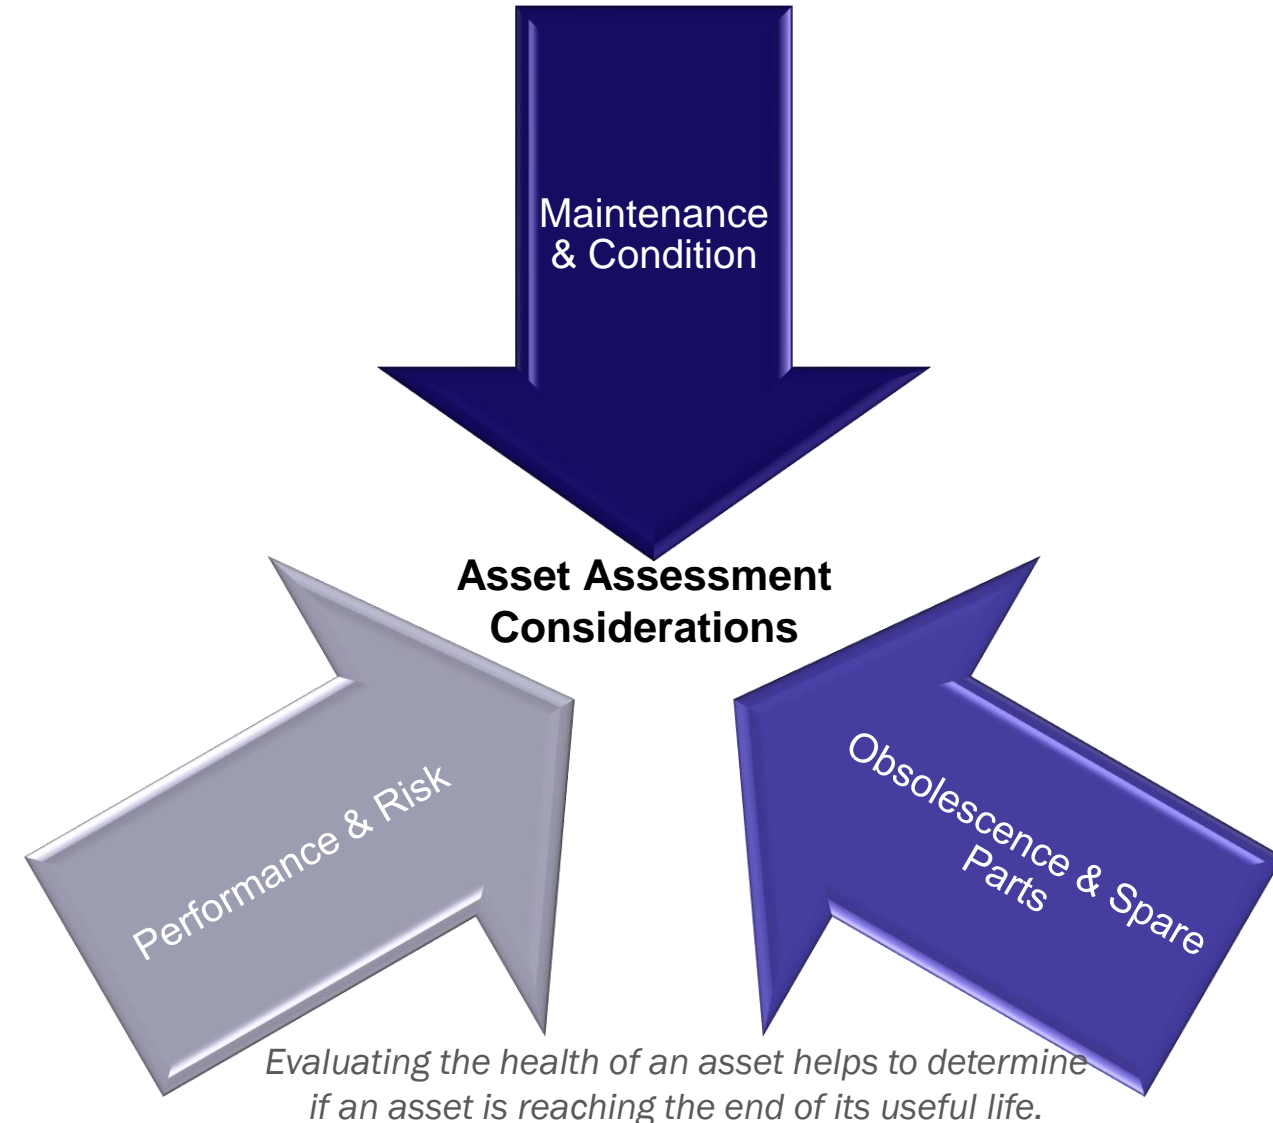 Maintenance
& Condition
Asset Assessment
Considerations
Performance & Risk
Obsolescence & Spare
Parts
Evaluating the health of an asset helps to determine
if an asset is reaching the end of its useful life.